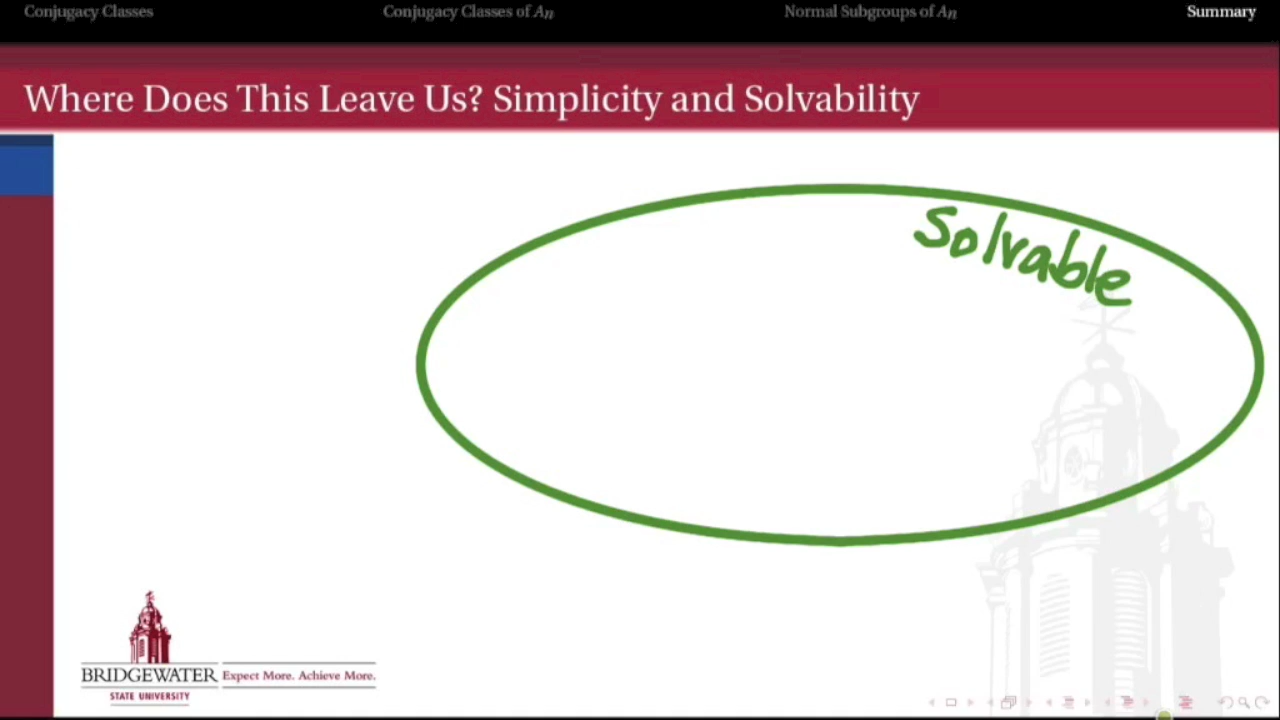 Conjugacy Classes
Conjugacy Classes of An
Normal Subgroups of An
Summary
Where Does This Leave Us? Simplicity and Solvability
Solvable
BRIDGEWATER
STATE UNIVERSITY
Expect More. Achieve More.